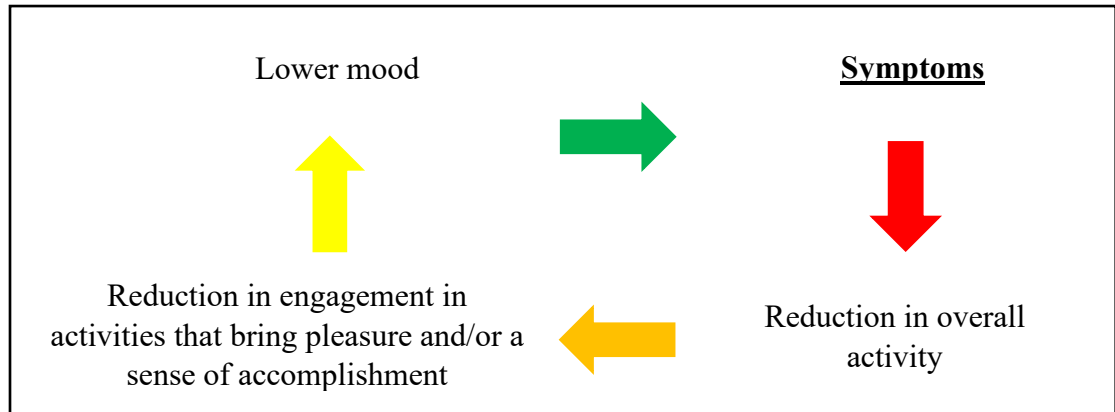 Lower mood
Symptoms
Reduction in engagement in
activities that bring pleasure and/or a
sense of accomplishment
Reduction in overall
activity